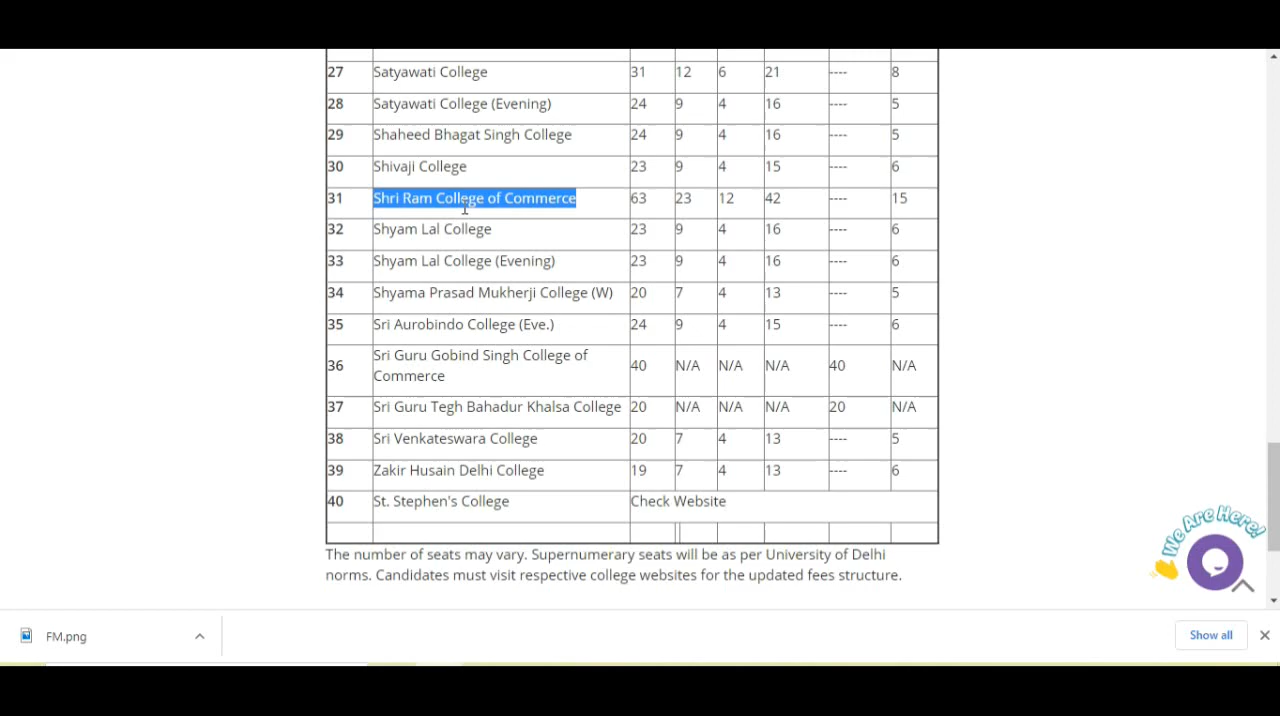 27 Satyawati College 31 12 6 21 ---- 8
28 Satyawati College (Evening) 24 9 4 16 ---- 5
29 Shaheed Bhagat Singh College 24 9 4 16 ---- 5
30 Shivaji College 23 9 4 15 ---- 6
31 Shri Ram College of Commerce 63 23 12 42 ---- 15
32 Shyam Lal College 23 9 4 16 ---- 6
33 Shyam Lal College (Evening) 23 9 4 16 ---- 6
34 Shyama Prasad Mukherji College (W) 20 7 4 13 ---- 5
35 Sri Aurobindo College (Eve.) 24 9 4 15 ---- 6
36 Sri Guru Gobind Singh College of
Commerce 40 N/A N/A N/A 40 N/A
37 Sri Guru Tegh Bahadur Khalsa College 20 N/A N/A N/A 20 N/A
38 Sri Venkateswara College 20 7 4 13 ---- 5
39 Zakir Husain Delhi College 19 7 4 13 ---- 6
40 St. Stephen's College Check Website
The number of seats may vary. Supernumerary seats will be as per University of Delhi
norms. Candidates must visit respective college websites for the updated fees structure.
We Are Here!
FM.png
Show all